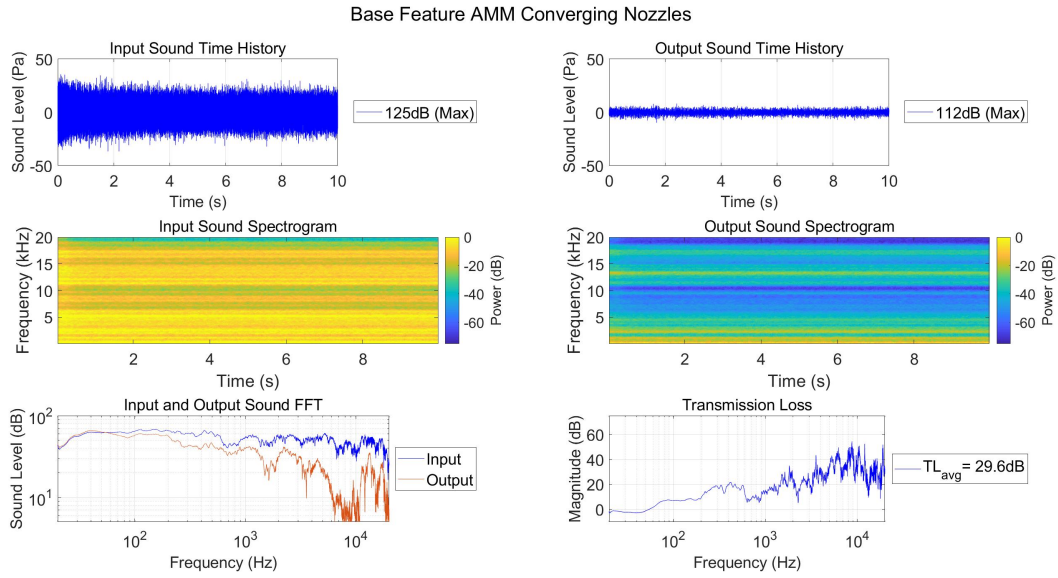 Base Feature AMM Converging Nozzles
Input Sound Time History
Sound Level (Pa)
50
0
-50
0 2 4 6 8 10
Time (s)
125dB (Max)
Output Sound Time History
Sound Level (Pa)
50
0
-50
0 2 4 6 8 10
Time (s)
112dB (Max)
Input Sound Spectrogram
Frequency (kHz)
20
15
10
5
2 4 6 8
Time (s)
0
-20
-40
-60
Power (dB)
Output Sound Spectrogram
Frequency (kHz)
20
15
10
5
2 4 6 8
Time (s)
0
-20
-40
-60
Power (dB)
Input and Output Sound FFT
Sound Level (dB)
10²
10¹
10² 10³ 10⁴
Frequency (Hz)
Input
Output
Transmission Loss
Magnitude (dB)
60
40
20
0
10² 10³ 10⁴
Frequency (Hz)
TLavg = 29.6dB